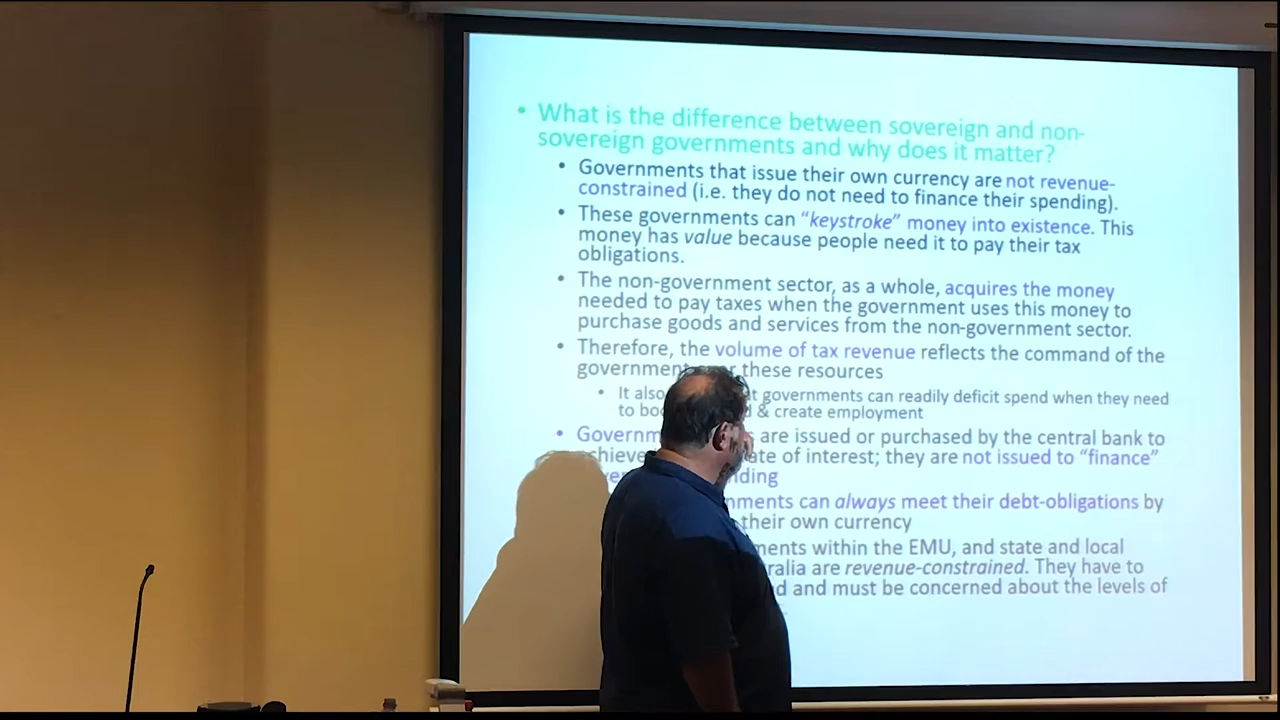 • What is the difference between sovereign and non-
sovereign governments and why does it matter?
• Governments that issue their own currency are not revenue-
constrained (i.e. they do not need to finance their spending).
• These governments can “keystroke” money into existence. This
money has value because people need it to pay their tax
obligations.
• The non-government sector, as a whole, acquires the money
needed to pay taxes when the government uses this money to
purchase goods and services from the non-government sector.
• Therefore, the volume of tax revenue reflects the command of the
government these resources
• It also governments can readily deficit spend when they need
to & create employment
• are issued or purchased by the central bank to
of interest; they are not issued to “finance”
can always meet their debt-obligations by
their own currency
within the EMU, and state and local
are revenue-constrained. They have to
and must be concerned about the levels of